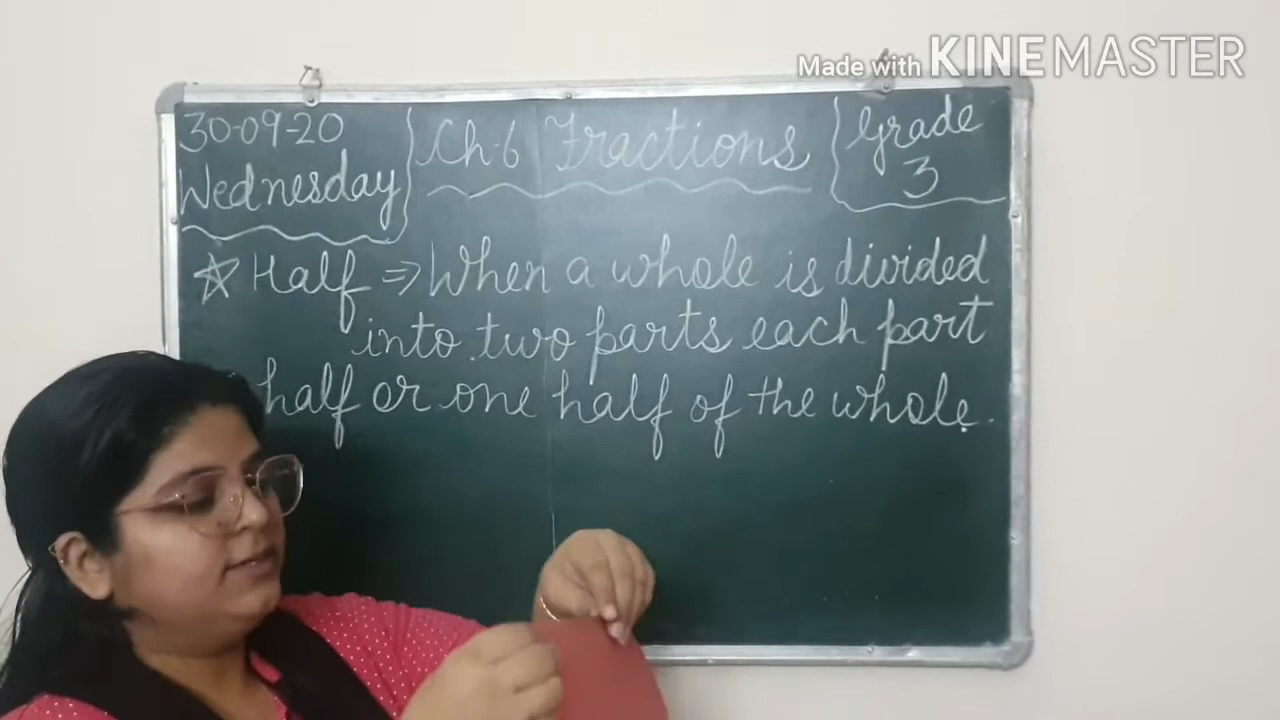 Made with KINEMASTER
30-09-20
Wednesday
Ch-6 Fractions
Grade
3
☆ Half ⇒ When a whole is divided
into two parts each part
half or one half of the whole.